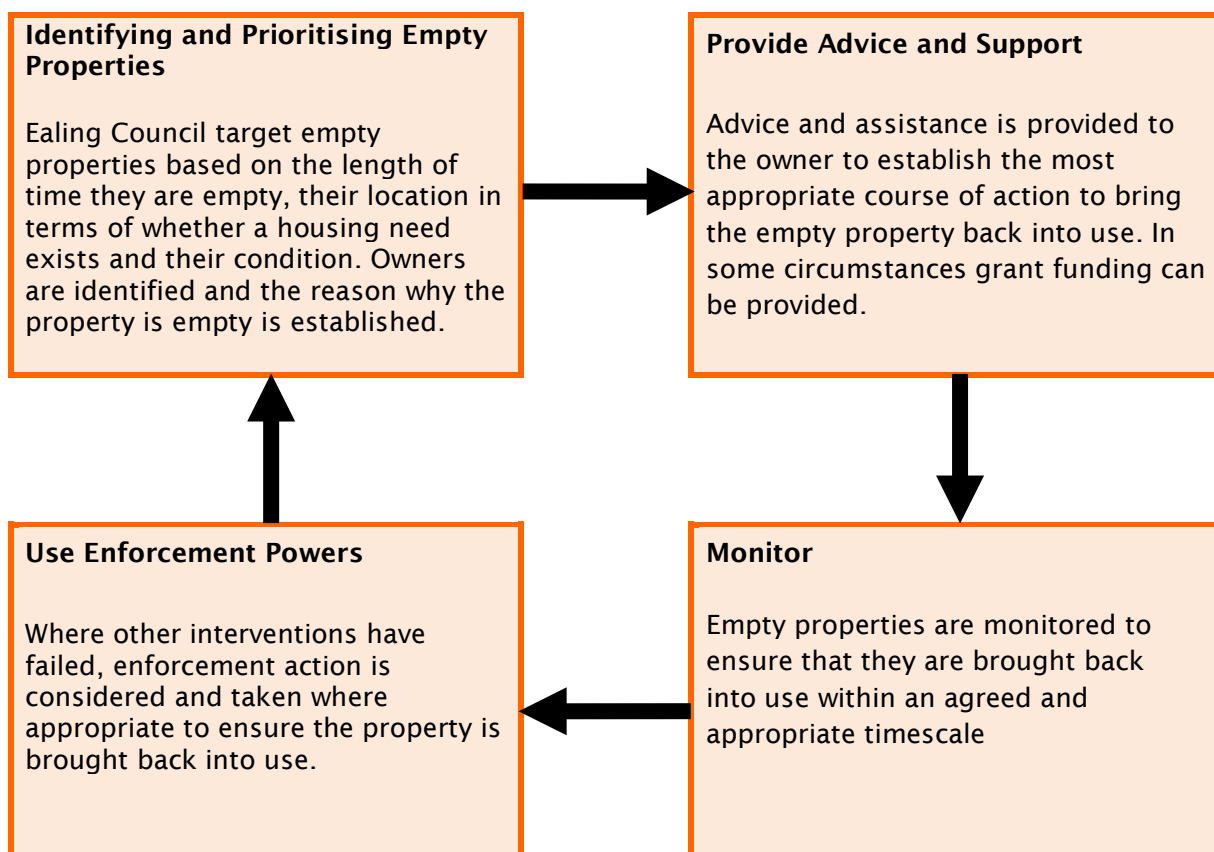 Identifying and Prioritising Empty
Properties
Ealing Council target empty
properties based on the length of
time they are empty, their location in
terms of whether a housing need
exists and their condition. Owners
are identified and the reason why the
property is empty is established.
Provide Advice and Support
Advice and assistance is provided to
the owner to establish the most
appropriate course of action to bring
the empty property back into use. In
some circumstances grant funding can
be provided.
Use Enforcement Powers
Where other interventions have
failed, enforcement action is
considered and taken where
appropriate to ensure the property is
brought back into use.
Monitor
Empty properties are monitored to
ensure that they are brought back
into use within an agreed and
appropriate timescale